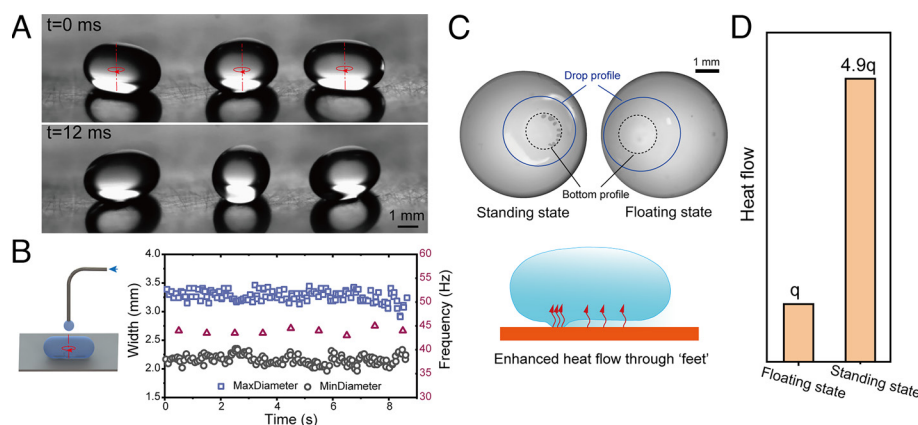 A
t=0 ms
t=12 ms
1 mm
B
4.0
3.5
3.0
2.5
2.0
1.5
Width (mm)
60
55
50
45
40
35
30
Frequency (Hz)
MaxDiameter
MinDiameter
0
2
4
6
8
Time (s)
C
1 mm
Drop profile
Bottom profile
Standing state
Floating state
Enhanced heat flow through 'feet'
D
Heat flow
q
4.9q
Floating state
Standing state